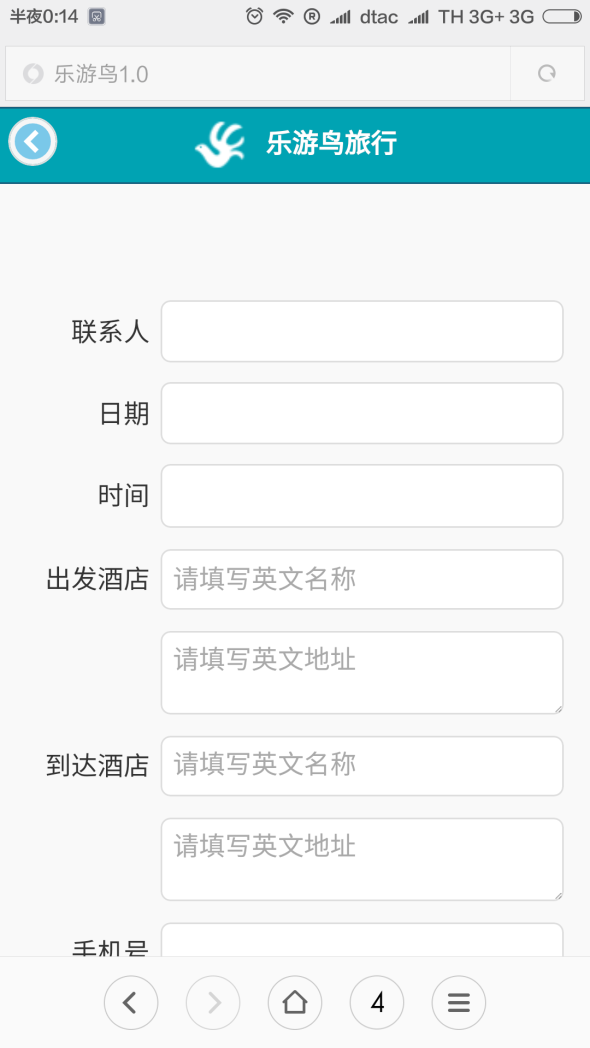 半夜0:14 R dtac TH 3G+ 3G
乐游鸟1.0
乐游鸟旅行
联系人
日期
时间
出发酒店 请填写英文名称
请填写英文地址
到达酒店 请填写英文名称
请填写英文地址
手机号
4